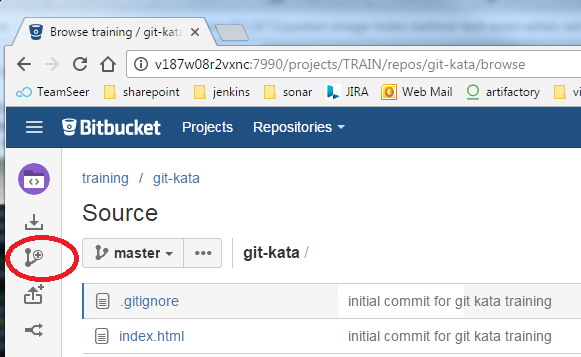 Browse training / git-kata
v187w08r2vxnc:7990/projects/TRAIN/repos/git-kata/browse
TeamSeer sharepoint jenkins sonar JIRA Web Mail artifactory vi
Bitbucket Projects Repositories
training / git-kata
Source
master ••• git-kata /
.gitignore initial commit for git kata training
index.html initial commit for git kata training